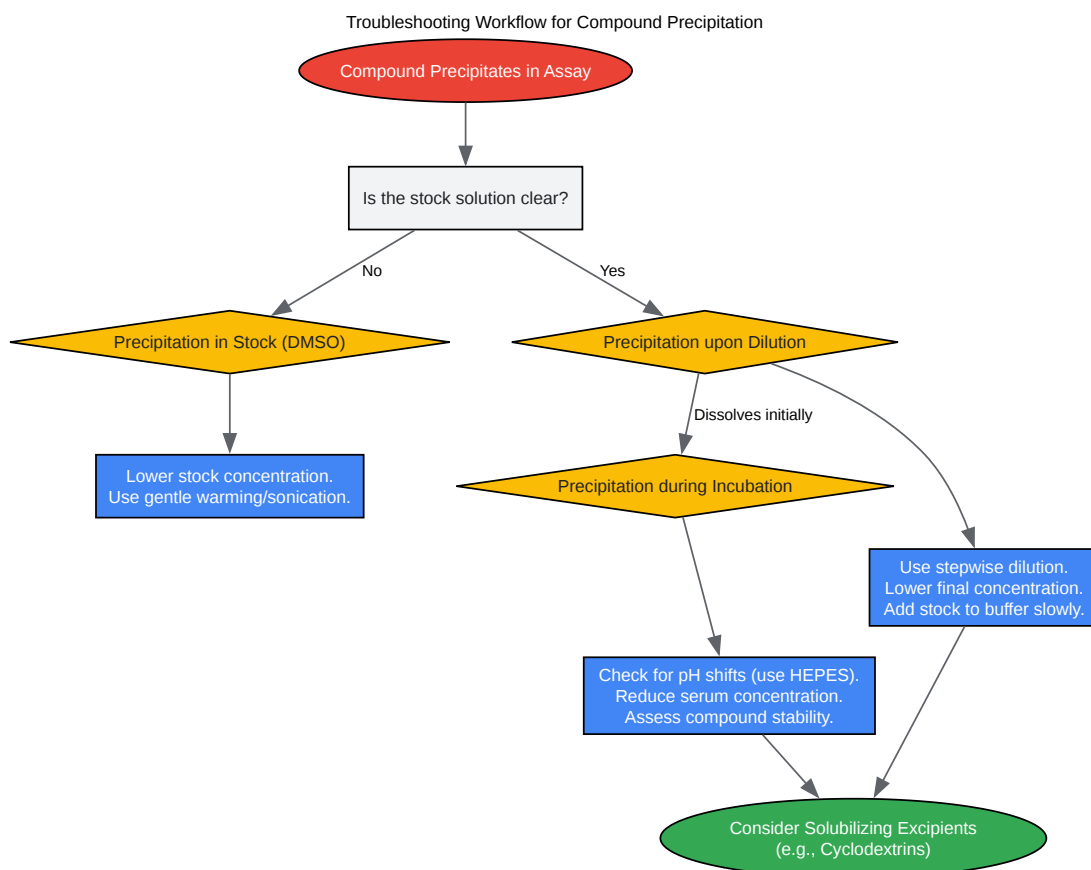 Troubleshooting Workflow for Compound Precipitation
Compound Precipitates in Assay
Is the stock solution clear?
No
Yes
Precipitation in Stock (DMSO)
Precipitation upon Dilution
Dissolves initially
Lower stock concentration.
Use gentle warming/sonication.
Precipitation during Incubation
Use stepwise dilution.
Lower final concentration.
Add stock to buffer slowly.
Check for pH shifts (use HEPES).
Reduce serum concentration.
Assess compound stability.
Consider Solubilizing Excipients
(e.g., Cyclodextrins)